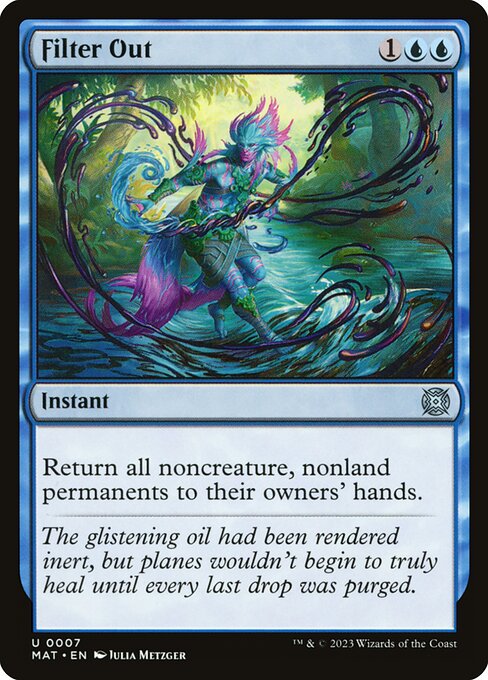 Filter Out 1
Instant
Return all noncreature, nonland
permanents to their owners’ hands.
The glistening oil had been rendered
inert, but planes wouldn’t begin to truly
heal until every last drop was purged.
U 0007
MAT • EN Iulia Metzger
™ & © 2023 Wizards of the Coast